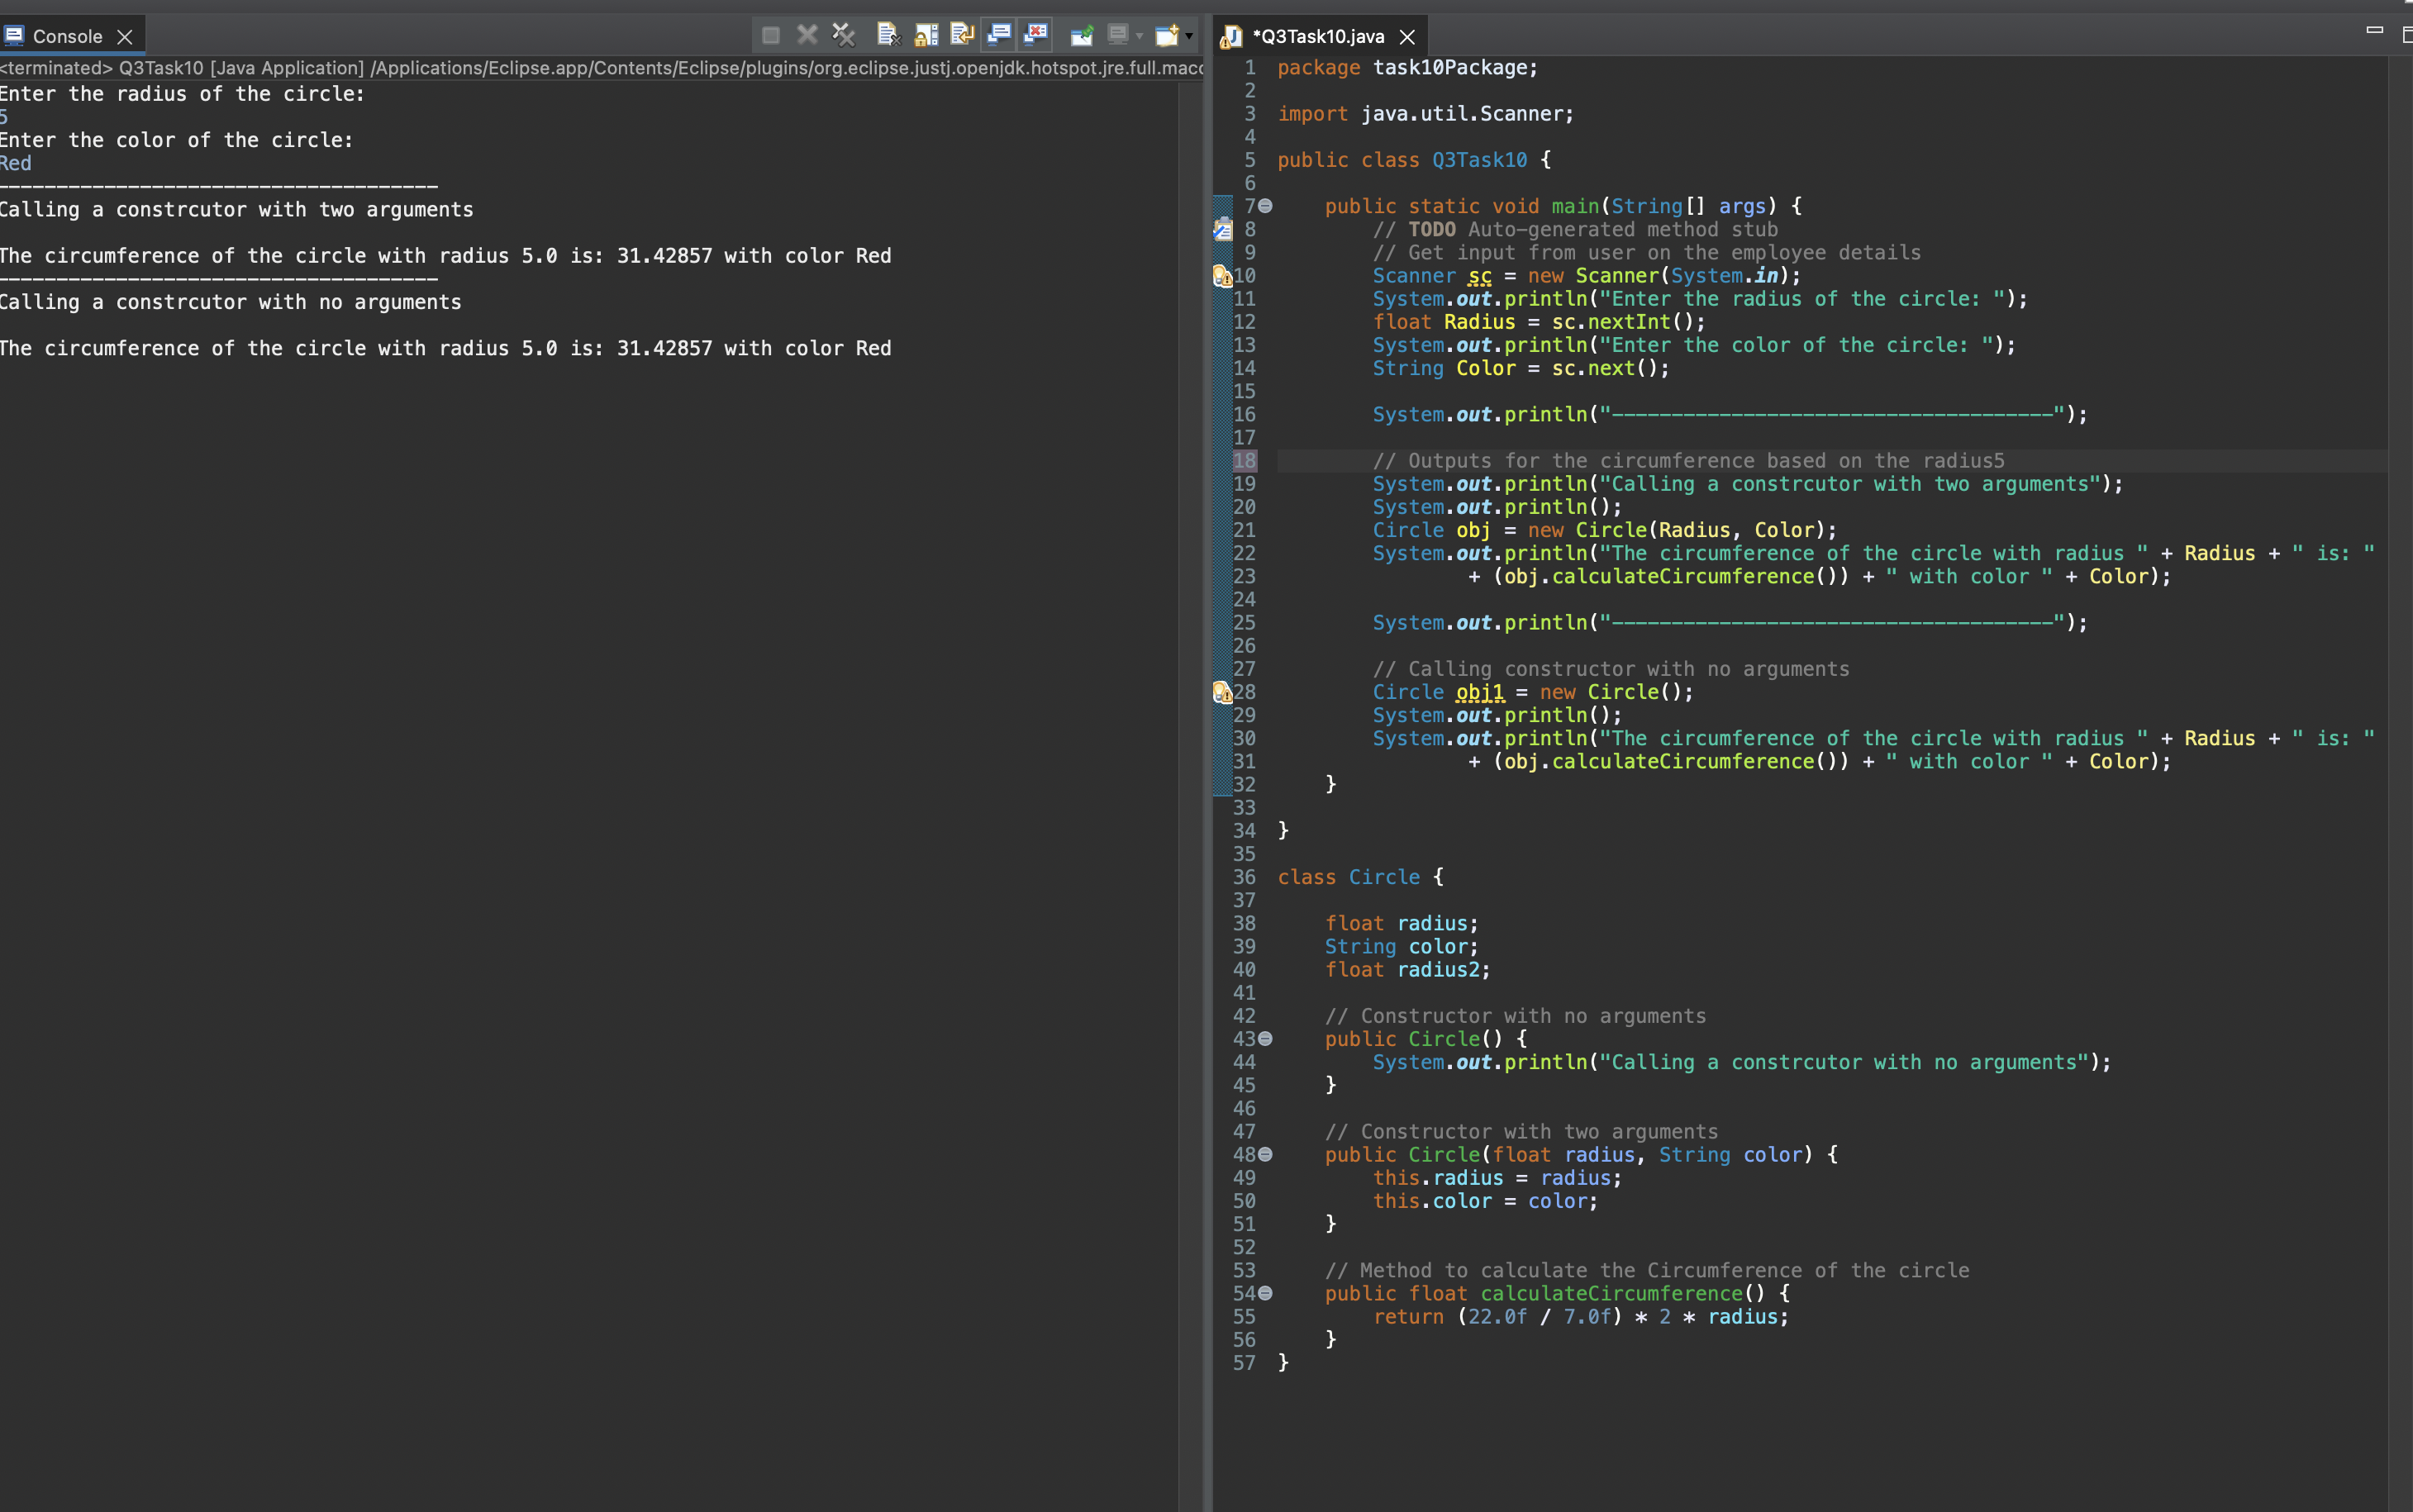 Console
<terminated> Q3Task10 [Java Application] /Applications/Eclipse.app/Contents/Eclipse/plugins/org.eclipse.justj.openjdk.hotspot.jre.full.mac
Enter the radius of the circle:
5
Enter the color of the circle:
Red
-------------------------------------
Calling a constrcutor with two arguments
The circumference of the circle with radius 5.0 is: 31.42857 with color Red
-------------------------------------
Calling a constrcutor with no arguments
The circumference of the circle with radius 5.0 is: 31.42857 with color Red
*Q3Task10.java
1 package task10Package;
2
3 import java.util.Scanner;
4
5 public class Q3Task10 {
6
7 public static void main(String[] args) {
8 // TODO Auto-generated method stub
9 // Get input from user on the employee details
10 Scanner sc = new Scanner(System.in);
11 System.out.println("Enter the radius of the circle: ");
12 float Radius = sc.nextInt();
13 System.out.println("Enter the color of the circle: ");
14 String Color = sc.next();
15
16 System.out.println("-------------------------------------");
17
18 // Outputs for the circumference based on the radius5
19 System.out.println("Calling a constrcutor with two arguments");
20 System.out.println();
21 Circle obj = new Circle(Radius, Color);
22 System.out.println("The circumference of the circle with radius " + Radius + " is: "
23 + (obj.calculateCircumference()) + " with color " + Color);
24
25 System.out.println("-------------------------------------");
26
27 // Calling constructor with no arguments
28 Circle obj1 = new Circle();
29 System.out.println();
30 System.out.println("The circumference of the circle with radius " + Radius + " is: "
31 + (obj.calculateCircumference()) + " with color " + Color);
32 }
33
34 }
35
36 class Circle {
37
38 float radius;
39 String color;
40 float radius2;
41
42 // Constructor with no arguments
43 public Circle() {
44 System.out.println("Calling a constrcutor with no arguments");
45 }
46
47 // Constructor with two arguments
48 public Circle(float radius, String color) {
49 this.radius = radius;
50 this.color = color;
51 }
52
53 // Method to calculate the Circumference of the circle
54 public float calculateCircumference() {
55 return (22.0f / 7.0f) * 2 * radius;
56 }
57 }